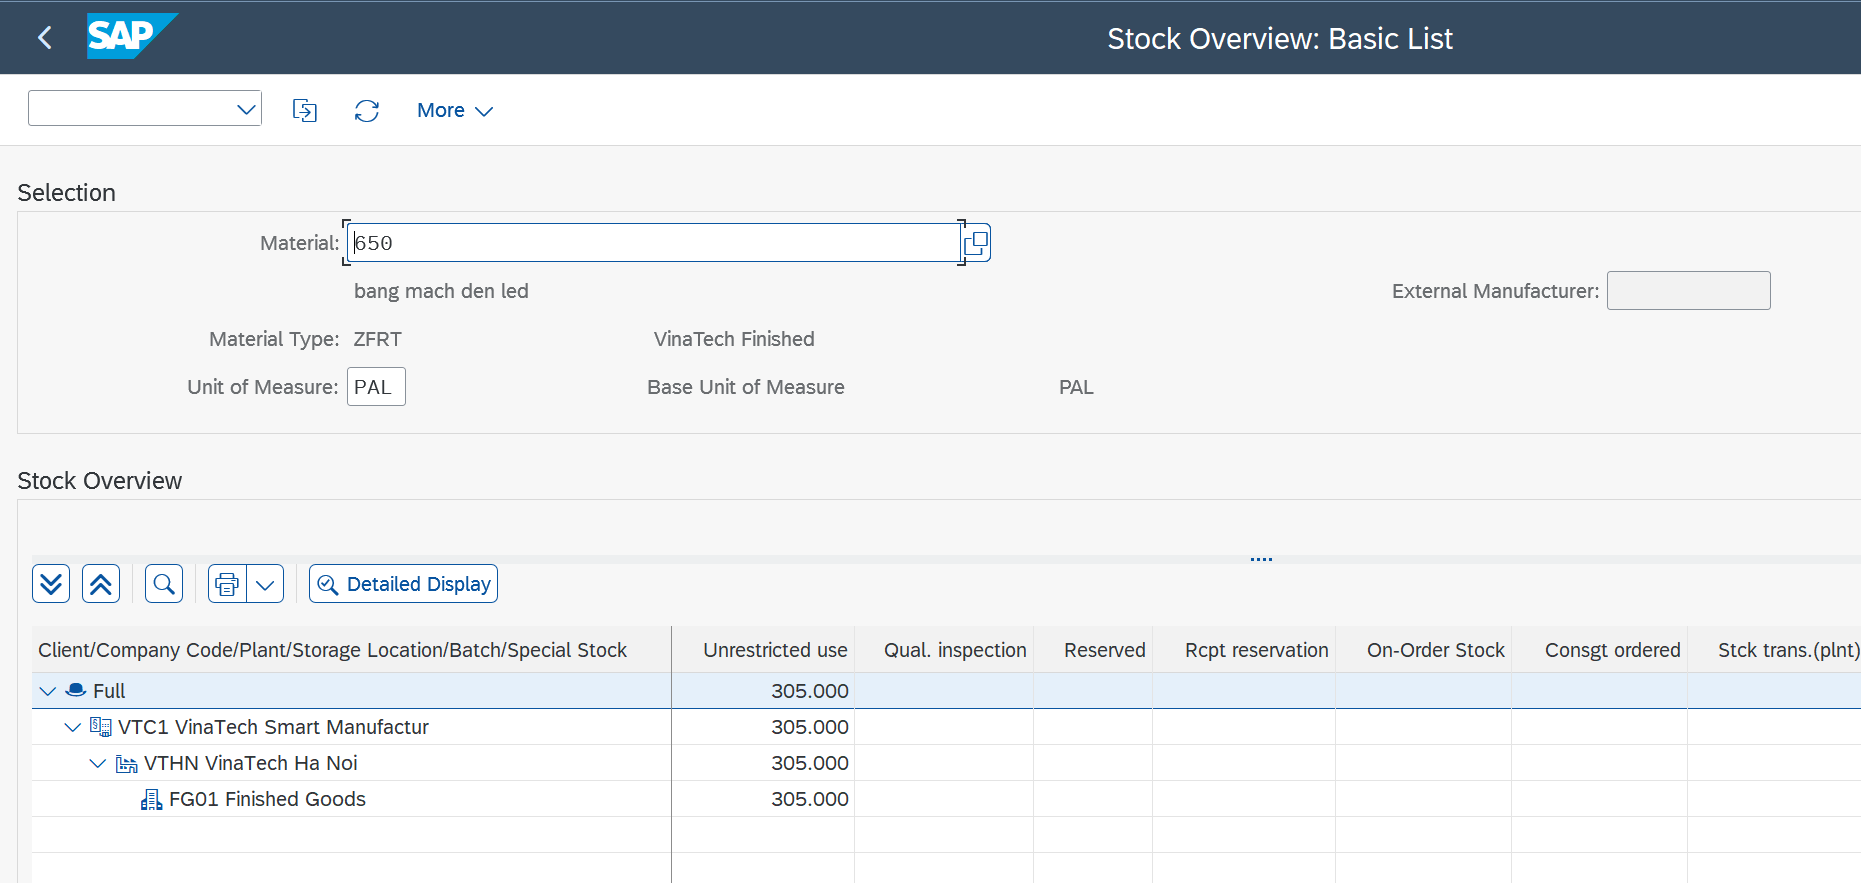 SAP
Stock Overview: Basic List
More
Selection
Material: 650
bang mach den led
External Manufacturer:
Material Type: ZFRT VinaTech Finished
Unit of Measure: PAL Base Unit of Measure PAL
Stock Overview
Detailed Display
Client/Company Code/Plant/Storage Location/Batch/Special Stock Unrestricted use Qual. inspection Reserved Rcpt reservation On-Order Stock Consgt ordered Stck trans.(plnt)
Full 305.000
VTC1 VinaTech Smart Manufactur 305.000
VTHN VinaTech Ha Noi 305.000
FG01 Finished Goods 305.000